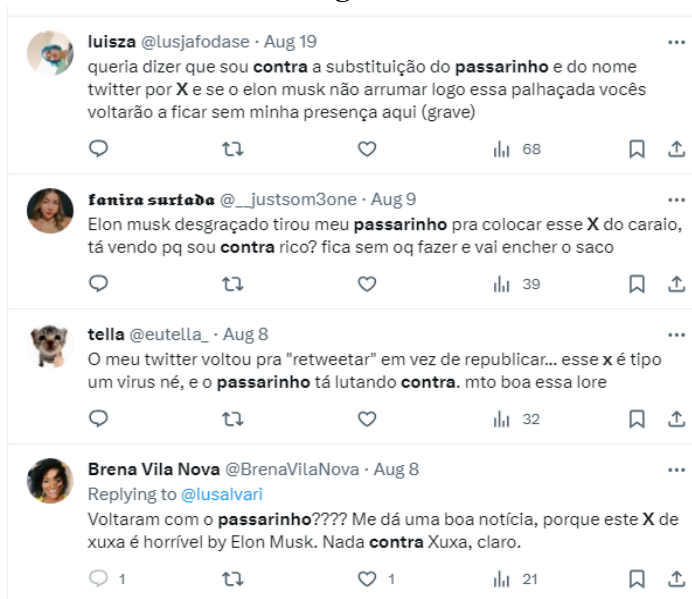 luisza @lusjafodase · Aug 19
queria dizer que sou contra a substituição do passarinho e do nome
twitter por X e se o elon musk não arrumar logo essa palhaçada vocês
voltarão a ficar sem minha presença aqui (grave)
68
𝖋𝖆𝖓𝖎𝖗𝖆 𝖘𝖚𝖗𝖙𝖆𝖉𝖆 @__justsom3one · Aug 9
Elon musk desgraçado tirou meu passarinho pra colocar esse X do caraio,
tá vendo pq sou contra rico? fica sem oq fazer e vai encher o saco
39
tella @eutella_ · Aug 8
O meu twitter voltou pra "retweetar" em vez de republicar... esse x é tipo
um virus né, e o passarinho tá lutando contra. mto boa essa lore
32
Brena Vila Nova @BrenaVilaNova · Aug 8
Replying to @lusalvari
Voltaram com o passarinho???? Me dá uma boa notícia, porque este X de
xuxa é horrível by Elon Musk. Nada contra Xuxa, claro.
1 1 21